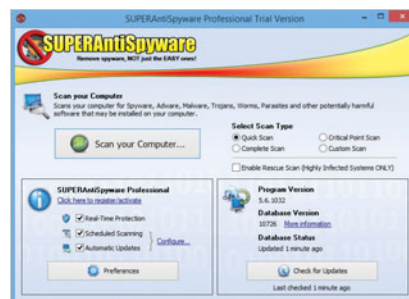 SUPERAntiSpyware Professional Trial Version
SUPERAntiSpyware
Remove spyware, NOT just the EASY ones!
Scan your Computer
Scans your computer for Spyware, Adware, Malware, Trojans, Worms, Parasites and other potentially harmful
software that may be installed on your computer.
Scan your Computer...
Select Scan Type
Quick Scan
Critical Point Scan
Complete Scan
Custom Scan
Enable Rescue Scan (Highly Infected Systems ONLY)
SUPERAntiSpyware Professional
Click here to register/activate
Real-Time Protection
Scheduled Scanning
Automatic Updates
Configure...
Preferences
Program Version
5.6.1032
Database Version
10726 More information
Database Status
Updated 1 minute ago
Check for Updates
Last checked 1 minute ago